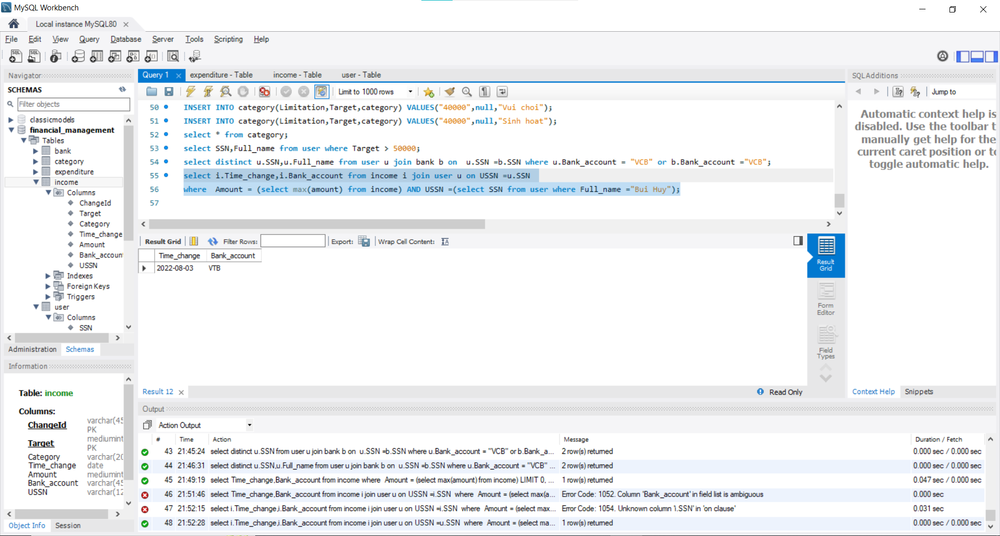 MySQL Workbench
Local instance MySQL80
File Edit View Query Database Server Tools Scripting Help
Navigator
SCHEMAS
Filter objects
classicmodels
financial_management
Tables
bank
category
expenditure
income
Columns
ChangeId
Target
Category
Time_change
Amount
Bank_accoun
USSN
Indexes
Foreign Keys
Triggers
user
Columns
SSN
Administration Schemas
Information
Table: income
Columns:
ChangeId varchar(45
PK
Target mediumint
PK
Category varchar(20
Time_change date
Amount mediumint
Bank_account varchar(45
USSN varchar(12
Object Info Session
Query 1 expenditure - Table income - Table user - Table
Limit to 1000 rows
50 INSERT INTO category(Limitation,Target,category) VALUES("40000",null,"Vui choi");
51 INSERT INTO category(Limitation,Target,category) VALUES("40000",null,"Sinh hoat");
52 select * from category;
53 select SSN,Full_name from user where Target > 50000;
54 select distinct u.SSN,u.Full_name from user u join bank b on  u.SSN =b.SSN where u.Bank_account = "VCB" or b.Bank_account ="VCB";
55 select i.Time_change,i.Bank_account from income i join user u on USSN =u.SSN
56 where  Amount = (select max(amount) from income) AND USSN =(select SSN from user where Full_name ="Bui Huy");
57
Result Grid Filter Rows: Export: Wrap Cell Content:
Time_change Bank_account
2022-08-03 VTB
Result
Grid
Form
Editor
Field
Types
Result 12 Read Only
Output
Action Output
# Time Action Message Duration / Fetch
43 21:45:24 select distinct u.SSN from user u join bank b on  u.SSN =b.SSN where u.Bank_account = "VCB" or b.Bank_a... 2 row(s) returned 0.000 sec / 0.000 sec
44 21:46:31 select distinct u.SSN,u.Full_name from user u join bank b on  u.SSN =b.SSN where u.Bank_account = "VCB" ... 2 row(s) returned 0.000 sec / 0.000 sec
45 21:49:19 select Time_change,Bank_account from income where  Amount = (select max(amount) from income) LIMIT 0, ... 1 row(s) returned 0.047 sec / 0.000 sec
46 21:51:46 select Time_change,Bank_account from income i join user u on  USSN =i.SSN  where  Amount = (select max(a... Error Code: 1052. Column 'Bank_account' in field list is ambiguous 0.000 sec
47 21:52:15 select i.Time_change,i.Bank_account from income i join user u on  USSN =i.SSN  where  Amount = (select max... Error Code: 1054. Unknown column 'i.SSN' in 'on clause' 0.031 sec
48 21:52:28 select i.Time_change,i.Bank_account from income i join user u on  USSN =u.SSN  where  Amount = (select ma... 1 row(s) returned 0.000 sec / 0.000 sec
SQLAdditions
Jump to
Automatic context help is
disabled. Use the toolbar t
manually get help for the
current caret position or to
toggle automatic help.
Context Help Snippets